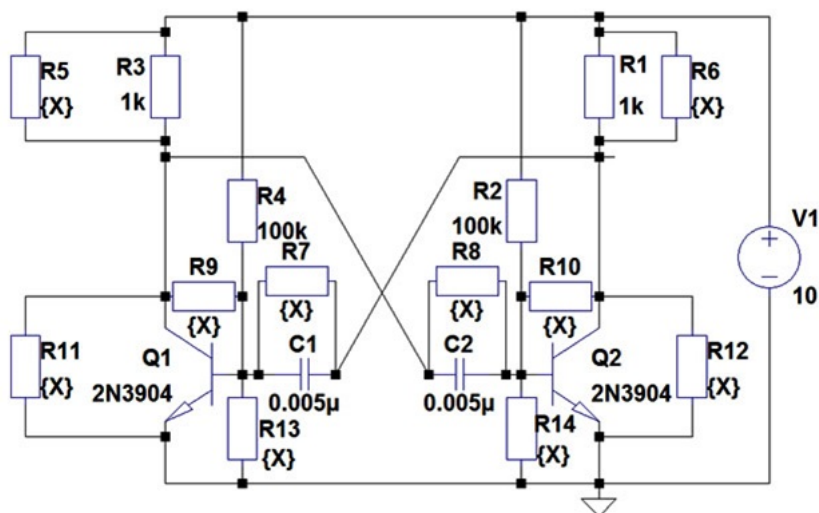 R5
{X}
R3
1k
R1
1k
R6
{X}
R4
100k
R2
100k
V1
10
R7
{X}
R8
{X}
R9
{X}
R10
{X}
R11
{X}
Q1
2N3904
C1
0.005µ
C2
0.005µ
Q2
2N3904
R12
{X}
R13
{X}
R14
{X}